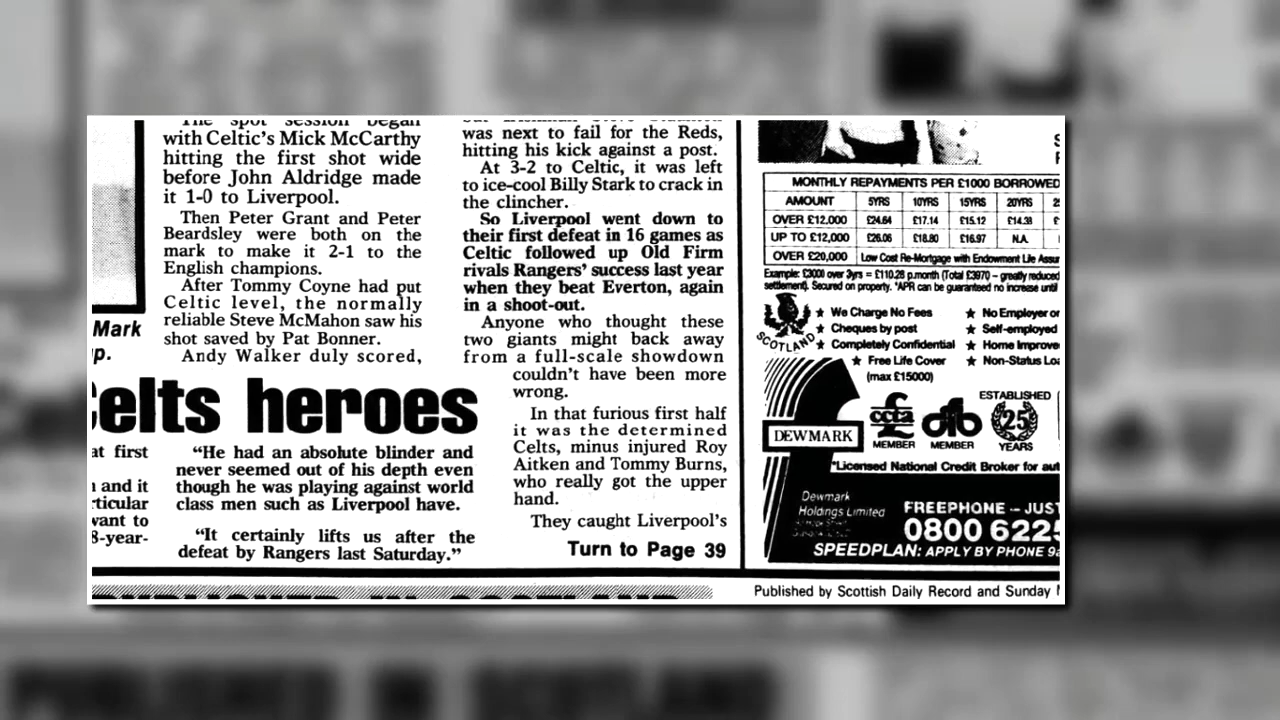 The spot session began
with Celtic's Mick McCarthy
hitting the first shot wide
before John Aldridge made
it 1-0 to Liverpool.
Then Peter Grant and Peter
Beardsley were both on the
mark to make it 2-1 to the
English champions.
After Tommy Coyne had put
Celtic level, the normally
reliable Steve McMahon saw his
shot saved by Pat Bonner.
Andy Walker duly scored,
was next to fail for the Reds,
hitting his kick against a post.
At 3-2 to Celtic, it was left
to ice-cool Billy Stark to crack in
the clincher.
So Liverpool went down to
their first defeat in 16 games as
Celtic followed up Old Firm
rivals Rangers' success last year
when they beat Everton, again
in a shoot-out.
Anyone who thought these
two giants might back away
from a full-scale showdown
couldn't have been more
wrong.
In that furious first half
it was the determined
Celts, minus injured Roy
Aitken and Tommy Burns,
who really got the upper
hand.
They caught Liverpool's
Turn to Page 39
Mark
p.
Celts heroes
at first
and it
rticular
want to
8-year-
"He had an absolute blinder and
never seemed out of his depth even
though he was playing against world
class men such as Liverpool have.
"It certainly lifts us after the
defeat by Rangers last Saturday."
MONTHLY REPAYMENTS PER £1000 BORROWED
AMOUNT 5YRS 10YRS 15YRS 20YRS 2
OVER £12,000 £24.64 £17.14 £15.12 £14.38 £
UP TO £12,000 £26.06 £18.80 £16.97 N.A.
OVER £20,000 Low Cost Re-Mortgage with Endowment Life Assur
Example: £3000 over 3yrs = £110.28 p.month (Total £3970 – greatly reduced
settlement). Secured on property. *APR can be guaranteed no increase until
SCOTLAND
★ We Charge No Fees
★ Cheques by post
★ Completely Confidential
★ Free Life Cover
(max £15000)
★ No Employer or
★ Self-employed
★ Home Improve
★ Non-Status Loa
DEWMARK
ccta
MEMBER
MEMBER
ESTABLISHED
25
YEARS
*Licensed National Credit Broker for aut
Dewmark
Holdings Limited
FREEPHONE – JUST
0800 6225
SPEEDPLAN: APPLY BY PHONE 9a
Published by Scottish Daily Record and Sunday